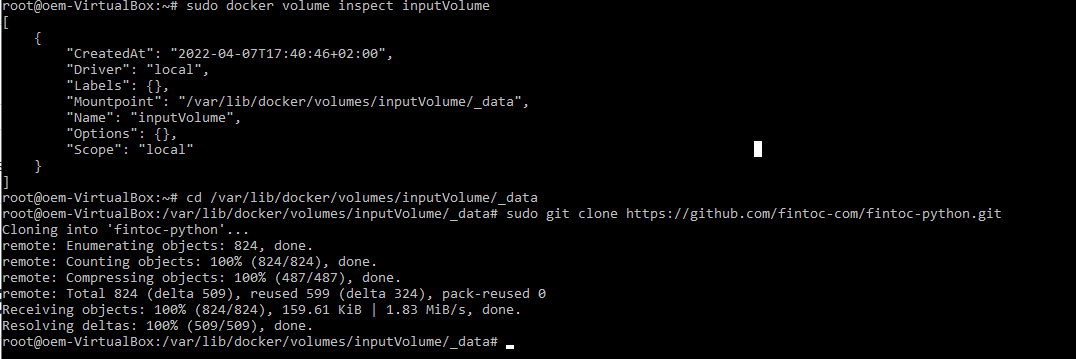 root@oem-VirtualBox:~# sudo docker volume inspect inputVolume
[
    {
        "CreatedAt": "2022-04-07T17:40:46+02:00",
        "Driver": "local",
        "Labels": {},
        "Mountpoint": "/var/lib/docker/volumes/inputVolume/_data",
        "Name": "inputVolume",
        "Options": {},
        "Scope": "local"
    }
]
root@oem-VirtualBox:~# cd /var/lib/docker/volumes/inputVolume/_data
root@oem-VirtualBox:/var/lib/docker/volumes/inputVolume/_data# sudo git clone https://github.com/fintoc-com/fintoc-python.git
Cloning into 'fintoc-python'...
remote: Enumerating objects: 824, done.
remote: Counting objects: 100% (824/824), done.
remote: Compressing objects: 100% (487/487), done.
remote: Total 824 (delta 509), reused 599 (delta 324), pack-reused 0
Receiving objects: 100% (824/824), 159.61 KiB | 1.83 MiB/s, done.
Resolving deltas: 100% (509/509), done.
root@oem-VirtualBox:/var/lib/docker/volumes/inputVolume/_data#